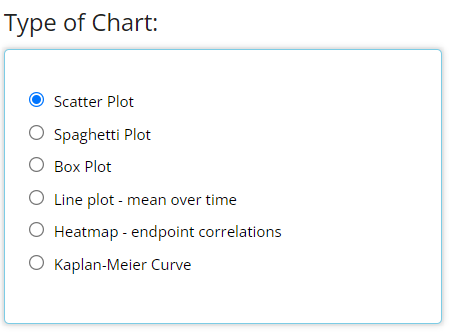 Type of Chart:
Scatter Plot
Spaghetti Plot
Box Plot
Line plot - mean over time
Heatmap - endpoint correlations
Kaplan-Meier Curve